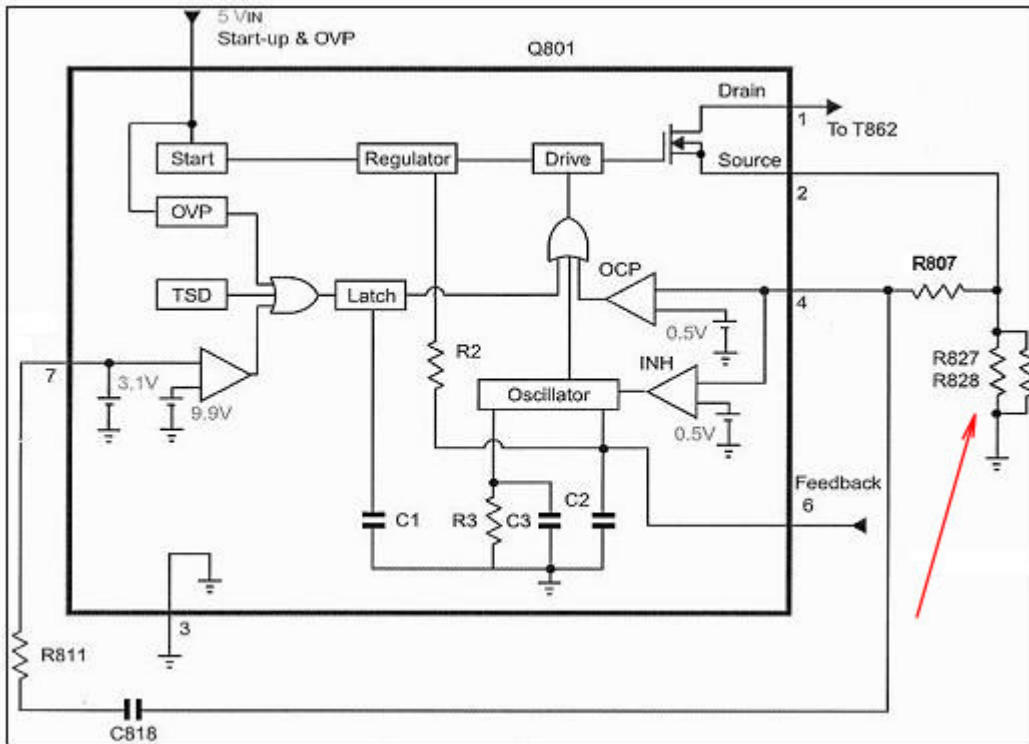 5 VIN
Start-up & OVP
Q801
Drain
1
To T862
Start
Regulator
Drive
Source
2
OVP
OCP
R807
TSD
Latch
4
0.5V
R2
INH
R827
R828
7
3.1V
9.9V
Oscillator
0.5V
Feedback
6
C1
R3
C3
C2
3
R811
C818